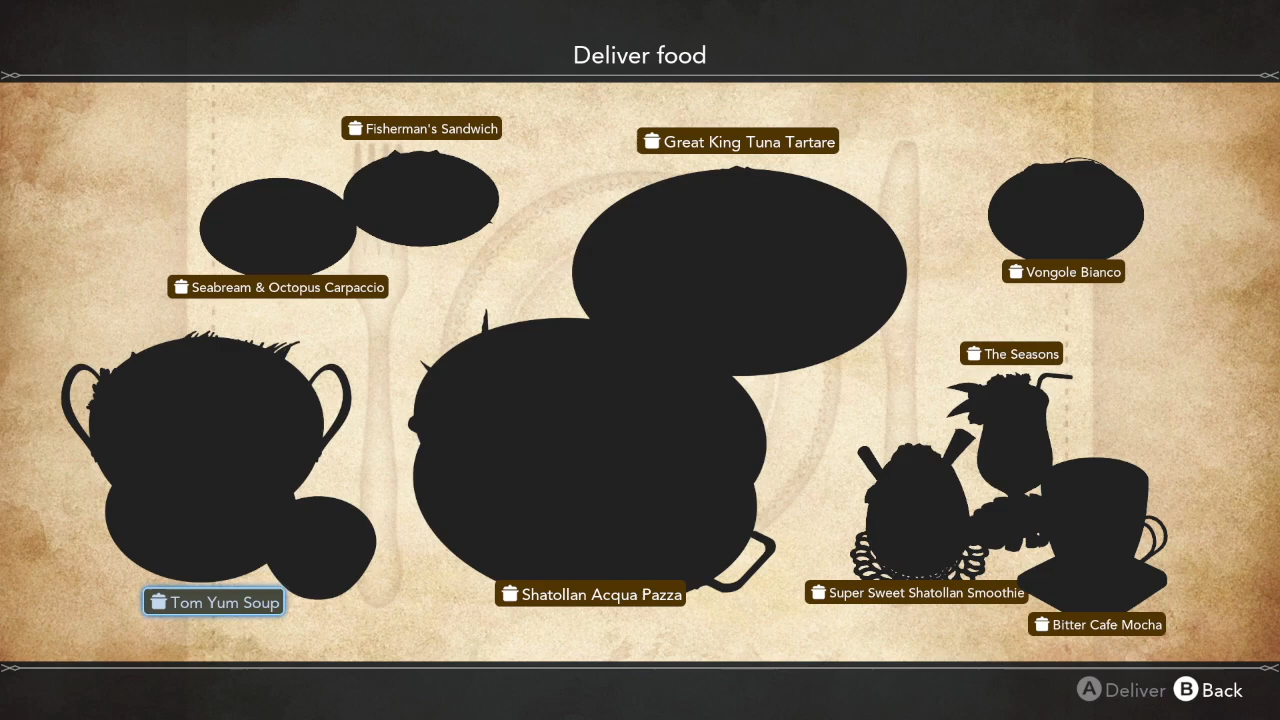 Deliver food
Fisherman's Sandwich
Great King Tuna Tartare
Vongole Bianco
Seabream & Octopus Carpaccio
The Seasons
Tom Yum Soup
Shatollan Acqua Pazza
Super Sweet Shatollan Smoothie
Bitter Cafe Mocha
A Deliver B Back